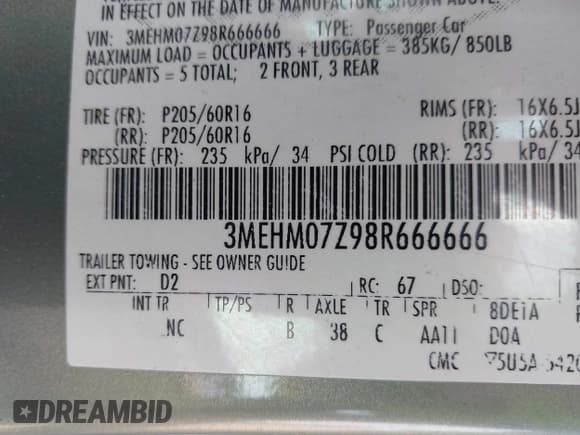 IN EFFECT ON THE DATE OF MANUFACTURE SHOWN ABOVE.
VIN: 3MEHM07Z98R666666 TYPE: Passenger Car
MAXIMUM LOAD = OCCUPANTS + LUGGAGE = 385KG/ 850LB
OCCUPANTS = 5 TOTAL; 2 FRONT, 3 REAR
TIRE (FR): P205/60R16 RIMS (FR): 16X6.5J
(RR): P205/60R16 (RR): 16X6.5J
PRESSURE (FR): 235 kPa/ 34 PSI COLD (RR): 235 kPa/ 34
3MEHM07Z98R666666
TRAILER TOWING - SEE OWNER GUIDE
EXT PNT: D2 RC: 67 DSO:
INT TR TP/PS R AXLE TR SPR 8DE1A
NC B 38 C AA11 DOA
CMC
DREAMBID